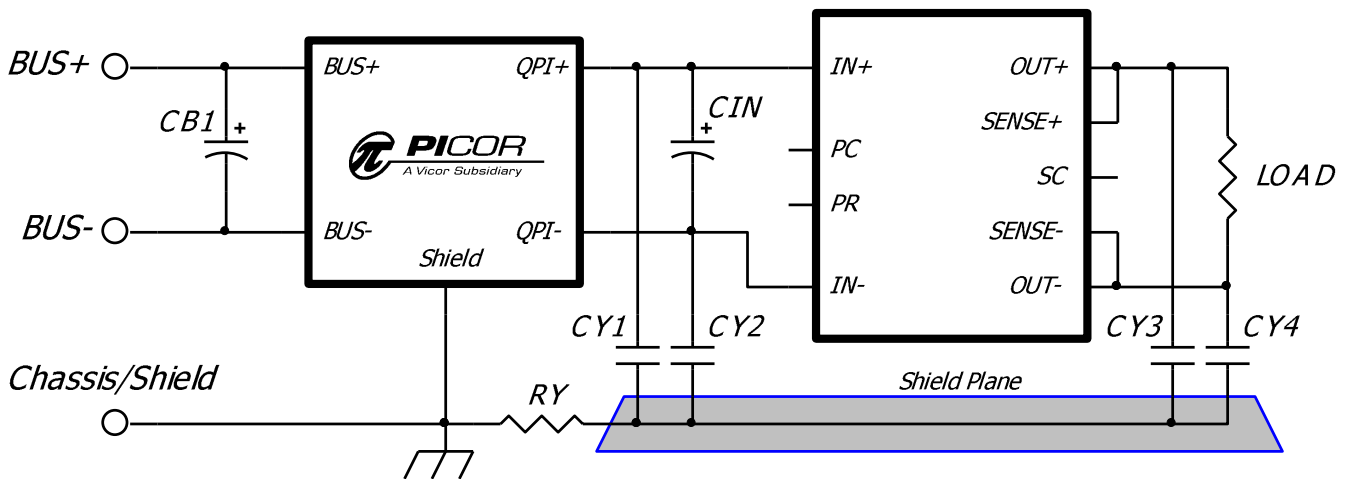 BUS+
BUS+
QPI+
IN+
OUT+
CB1
+
CIN
+
SENSE+
PICOR
A Vicor Subsidiary
PC
SC
LOAD
PR
BUS-
BUS-
QPI-
SENSE-
Shield
IN-
OUT-
CY1
CY2
CY3
CY4
Chassis/Shield
RY
Shield Plane